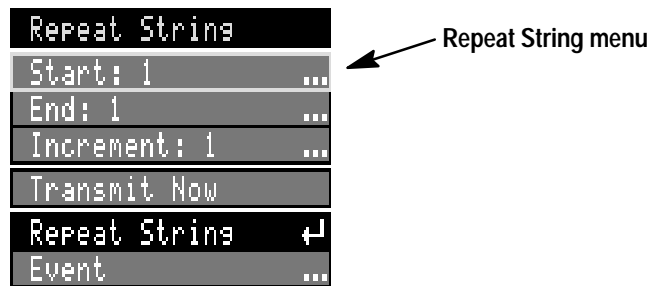 Repeat String
Repeat String menu
Start: 1 ...
End: 1 ...
Increment: 1 ...
Transmit Now
Repeat String ↵
Event ...